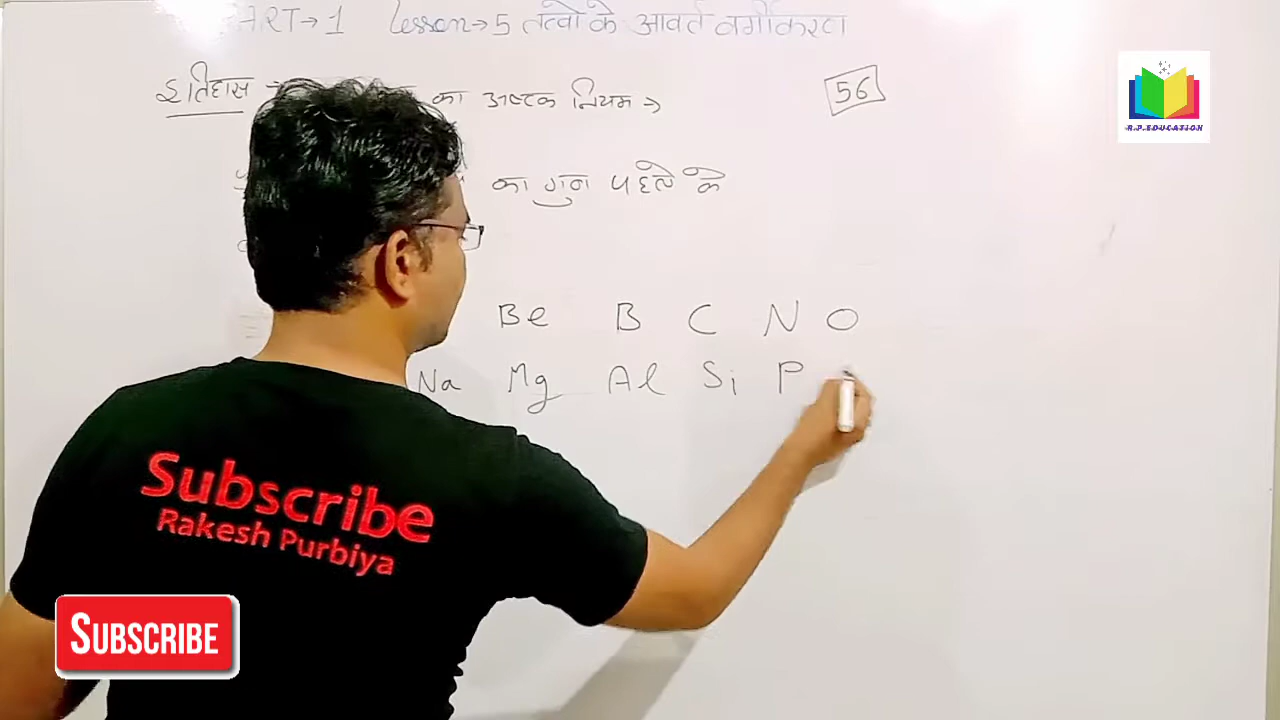 ART→1 Lesson→5 तत्वो के आवर्त वर्गीकरण
इतिहास → का अष्टक नियम →
56
R.P.EDUCATION
का गुन पहले के
Be B C N O
Na Mg Al Si P
Subscribe
Rakesh Purbiya
SUBSCRIBE